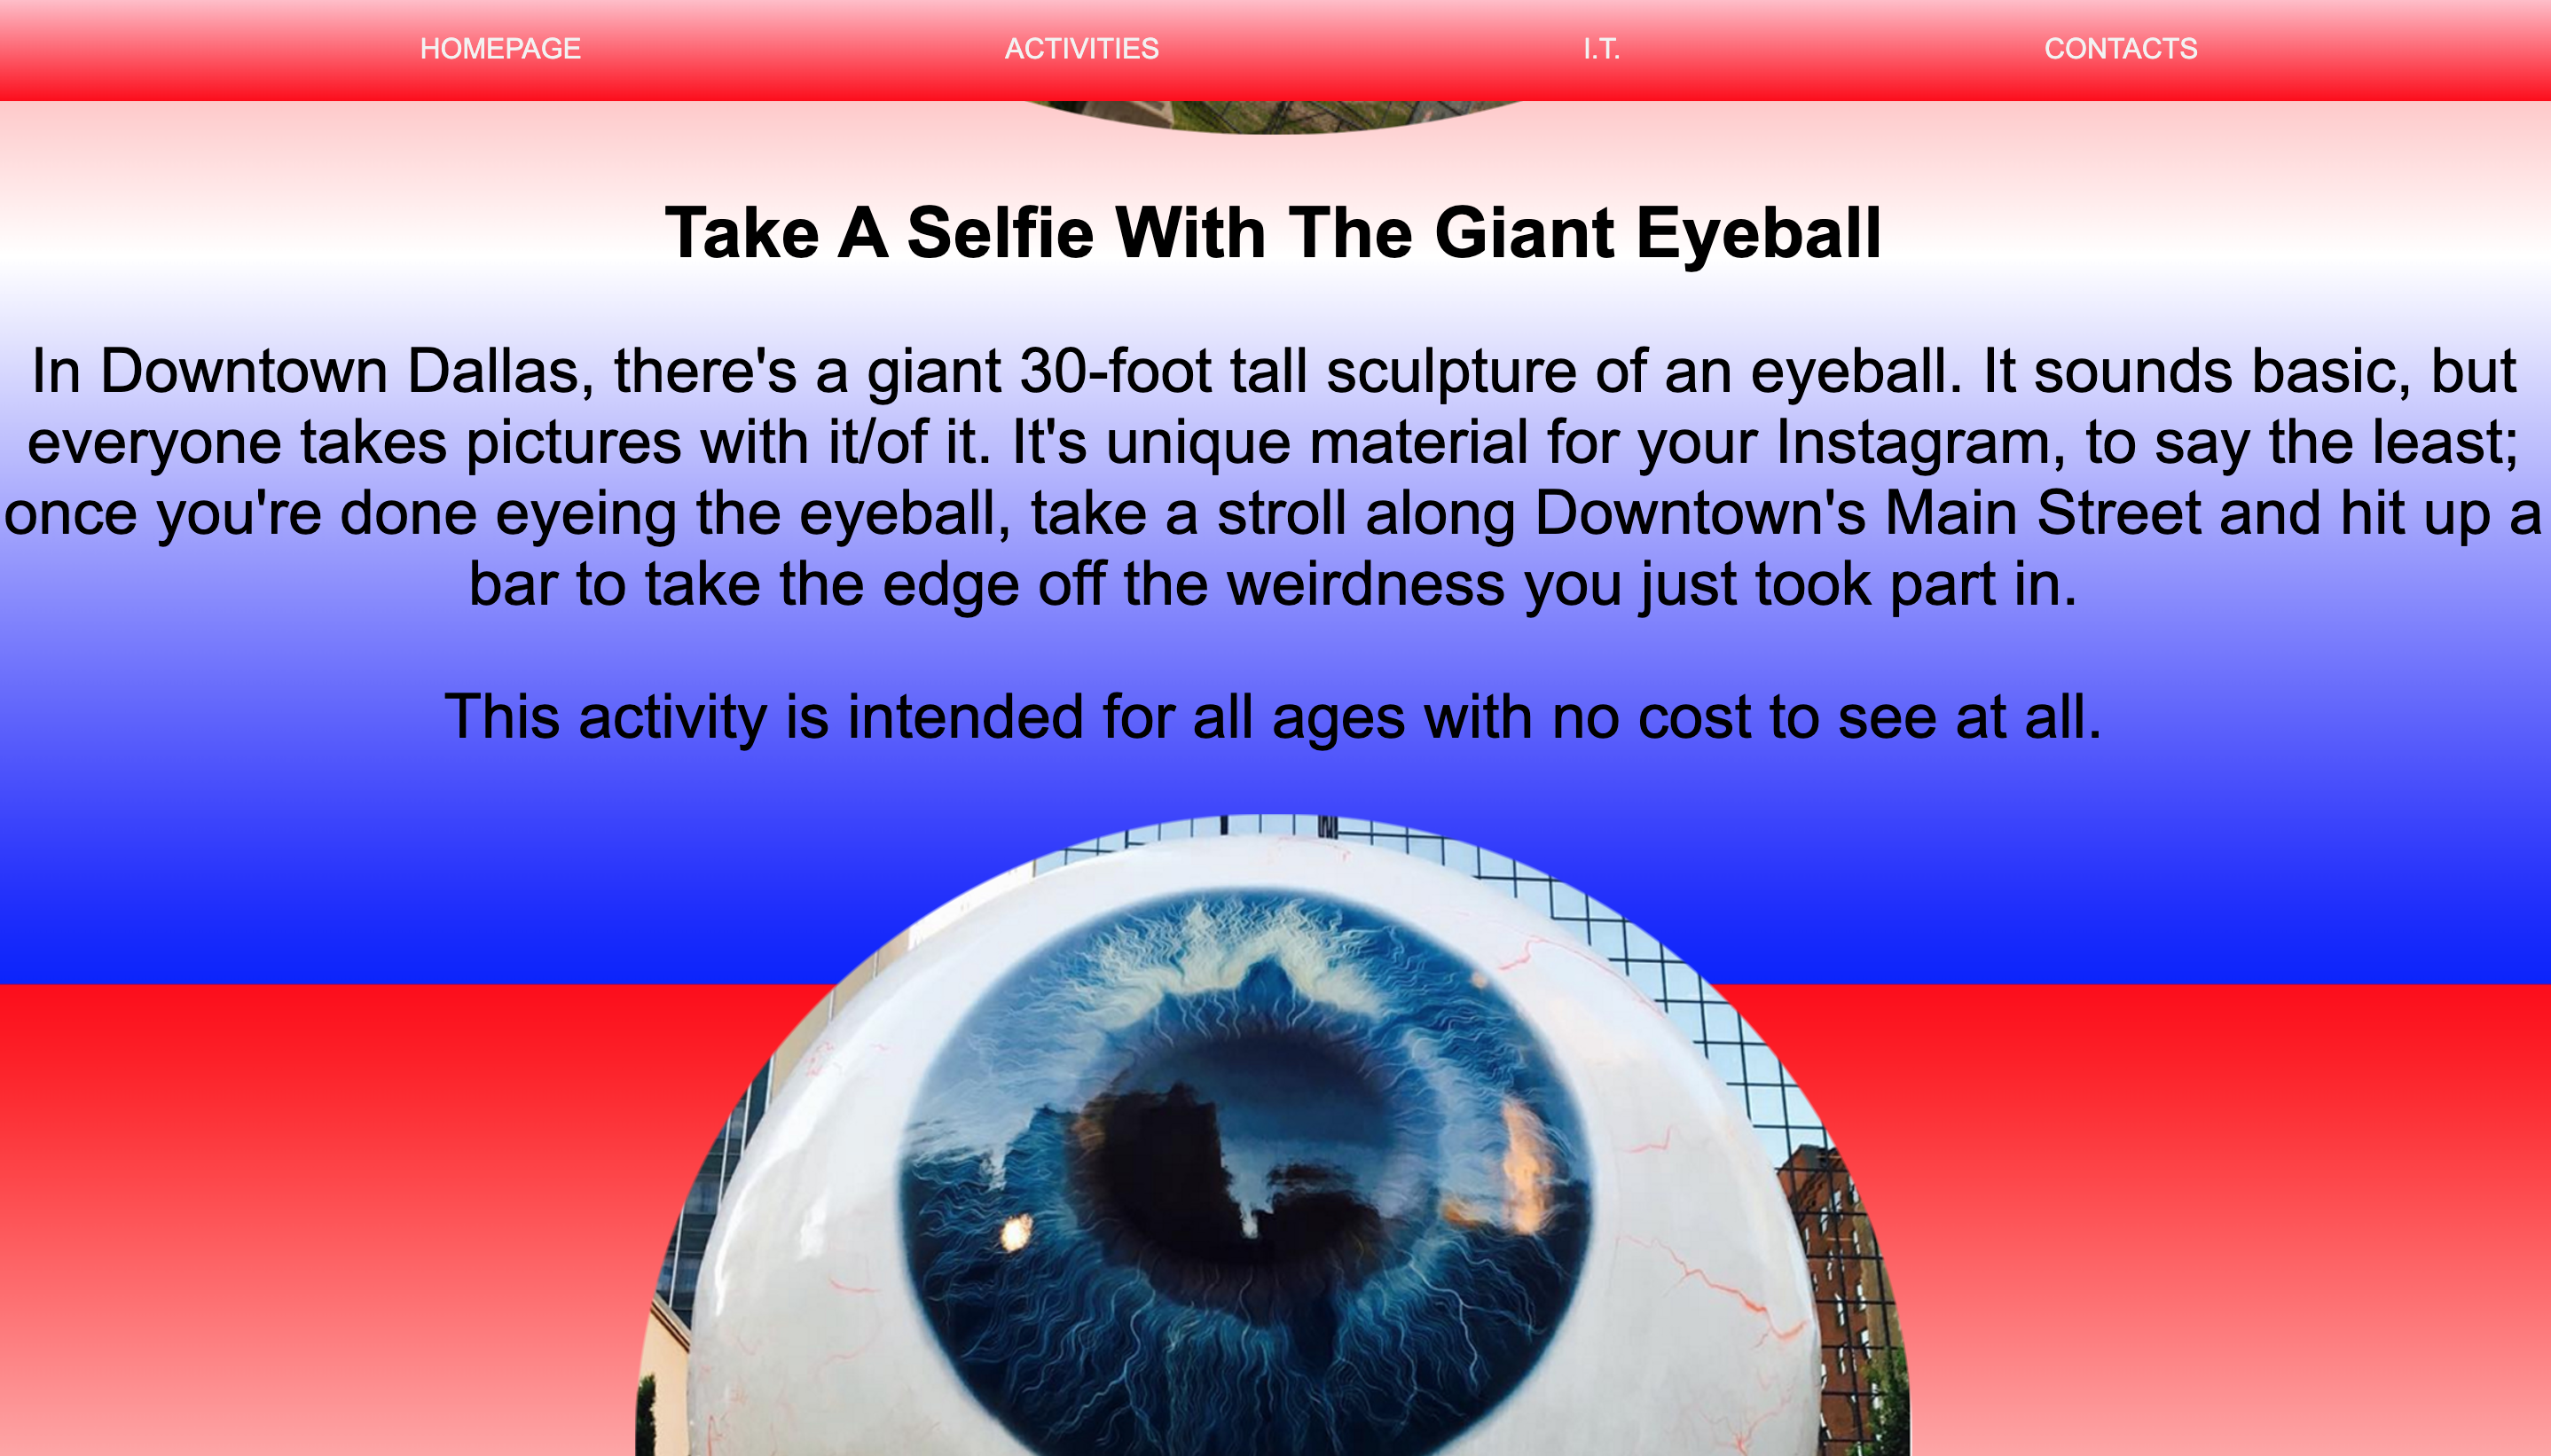 HOMEPAGE ACTIVITIES I.T. CONTACTS
Take A Selfie With The Giant Eyeball
In Downtown Dallas, there's a giant 30-foot tall sculpture of an eyeball. It sounds basic, but
everyone takes pictures with it/of it. It's unique material for your Instagram, to say the least;
once you're done eyeing the eyeball, take a stroll along Downtown's Main Street and hit up a
bar to take the edge off the weirdness you just took part in.
This activity is intended for all ages with no cost to see at all.